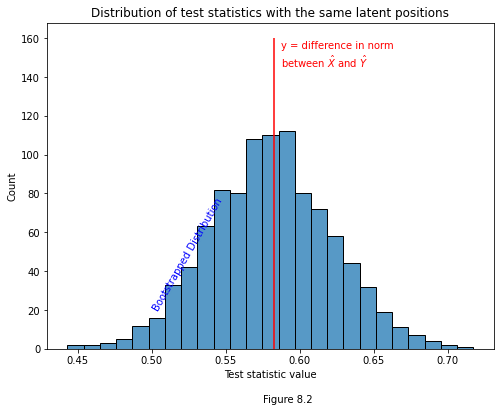 Distribution of test statistics with the same latent positions
160
140
120
100
80
60
40
20
0
Count
y = difference in norm
between X̂ and Ŷ
Bootstrapped Distribution
0.45 0.50 0.55 0.60 0.65 0.70
Test statistic value
Figure 8.2